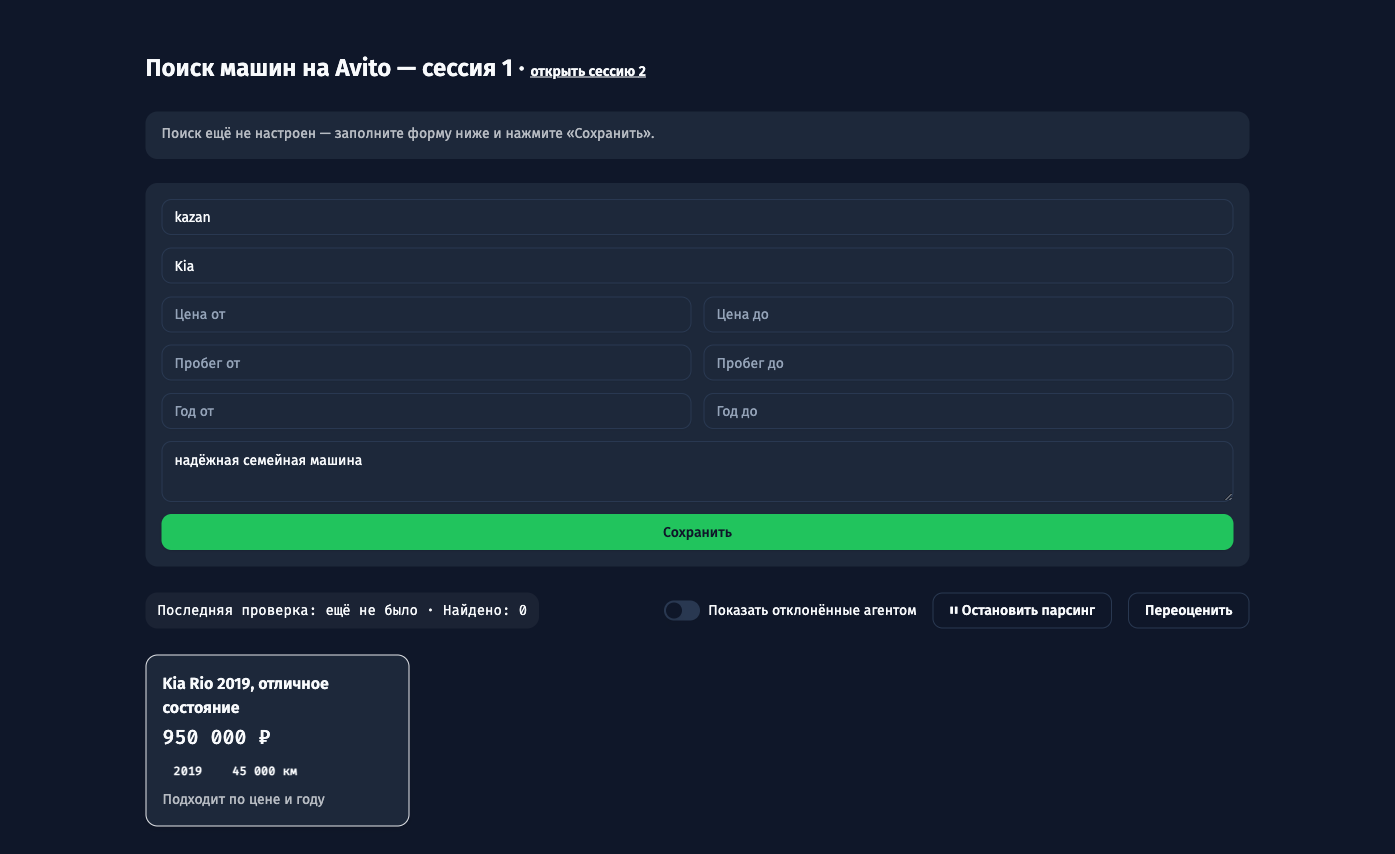 Поиск машин на Avito — сессия 1 · открыть сессию 2
Поиск ещё не настроен — заполните форму ниже и нажмите «Сохранить».
kazan
Kia
Цена от
Цена до
Пробег от
Пробег до
Год от
Год до
надёжная семейная машина
Сохранить
Последняя проверка: ещё не было · Найдено: 0
Показать отклонённые агентом
⏸ Остановить парсинг
Переоценить
Kia Rio 2019, отличное
состояние
950 000 ₽
2019 45 000 км
Подходит по цене и году